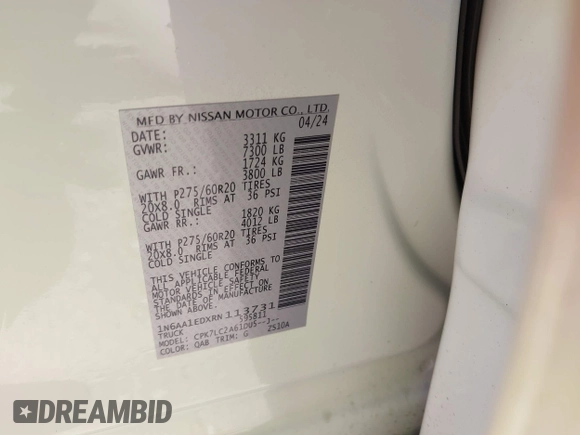 MFD BY NISSAN MOTOR CO., LTD.
DATE: 04/24
GVWR: 3311 KG
7300 LB
GAWR FR.: 1724 KG
3800 LB
WITH P275/60R20 TIRES
20X8.0 RIMS AT 36 PSI
COLD SINGLE
GAWR RR.: 1820 KG
4012 LB
WITH P275/60R20 TIRES
20X8.0 RIMS AT 36 PSI
COLD SINGLE
THIS VEHICLE CONFORMS TO
ALL APPLICABLE FEDERAL
MOTOR VEHICLE SAFETY
STANDARDS IN EFFECT ON
THE DATE OF MANUFACTURE
SHOWN ABOVE.
1N6AA1EDXRN113731
TRUCK 595811
MODEL: CPK7LC2A61OUS--J--
COLOR: QAB TRIM: G 2S10A
DREAMBID